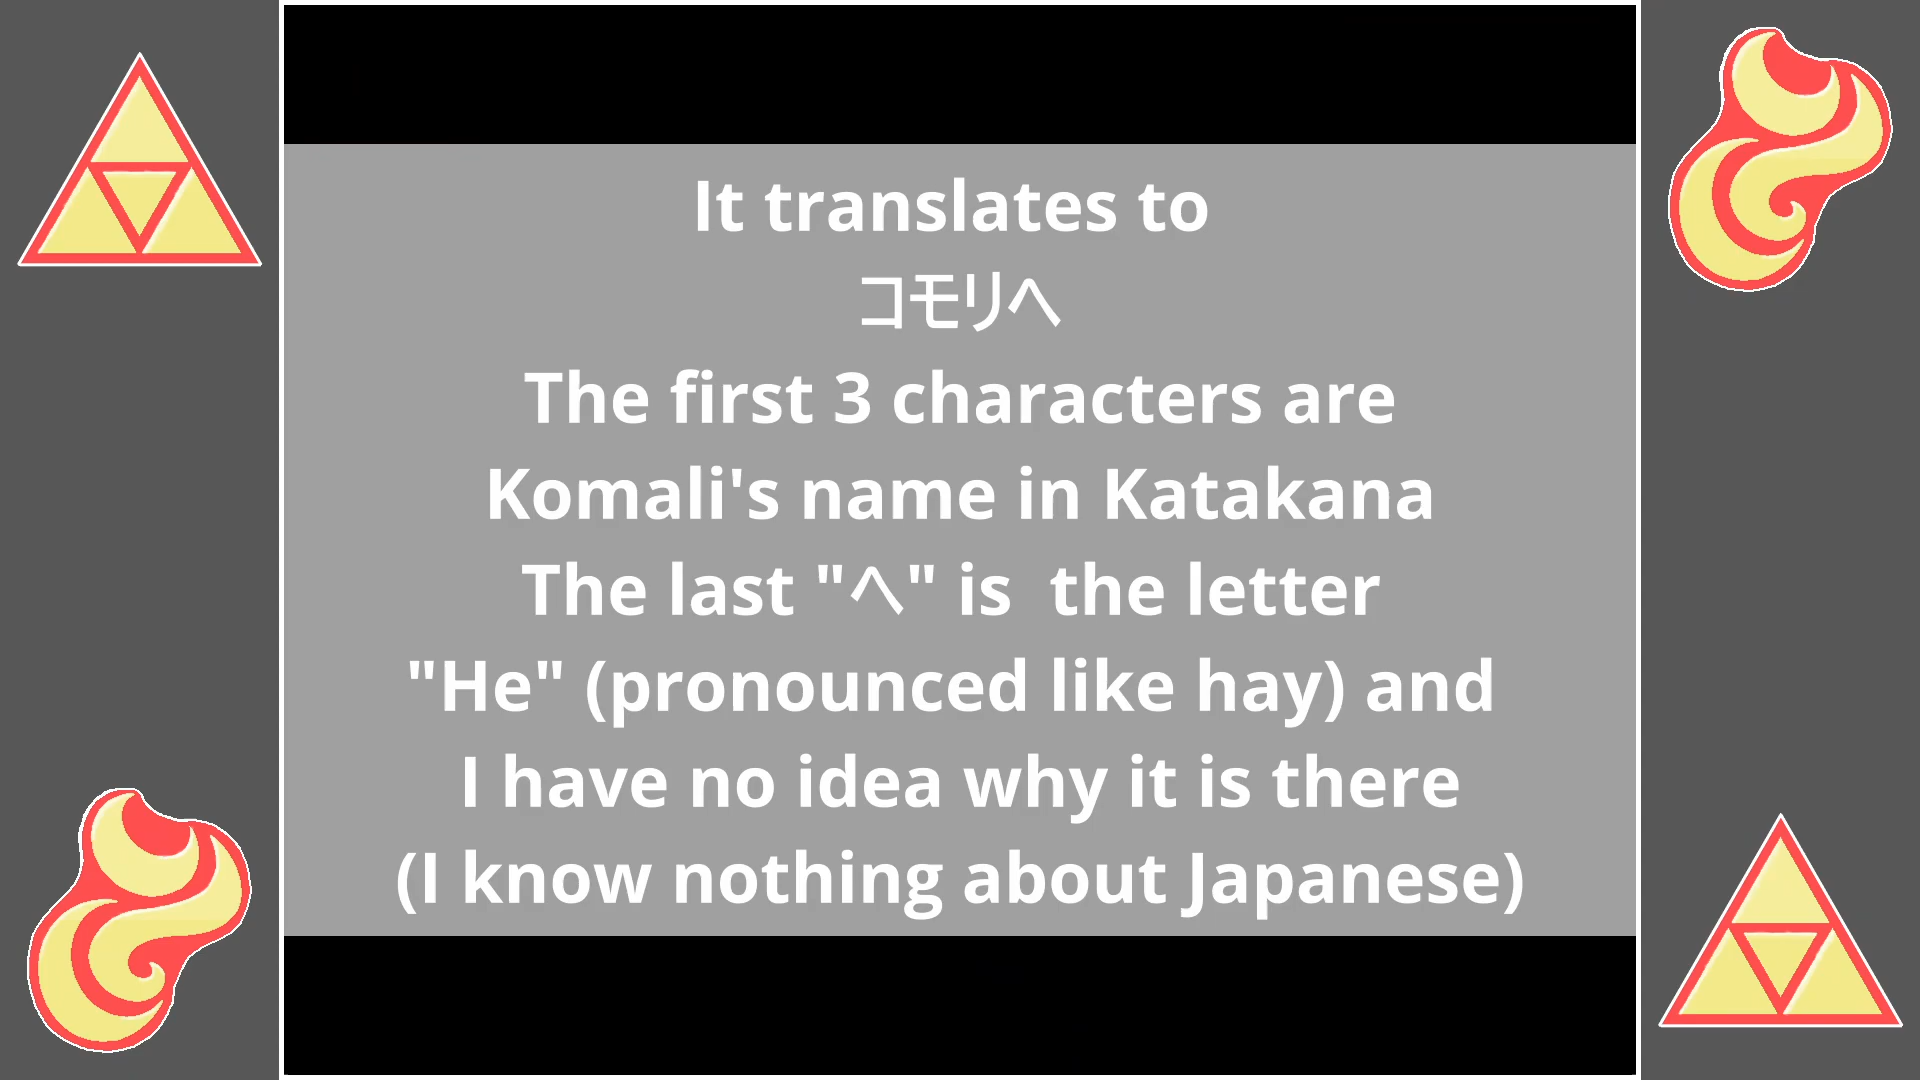 It translates to
コモリへ
The first 3 characters are
Komali's name in Katakana
The last "へ" is  the letter
"He" (pronounced like hay) and
I have no idea why it is there
(I know nothing about Japanese)